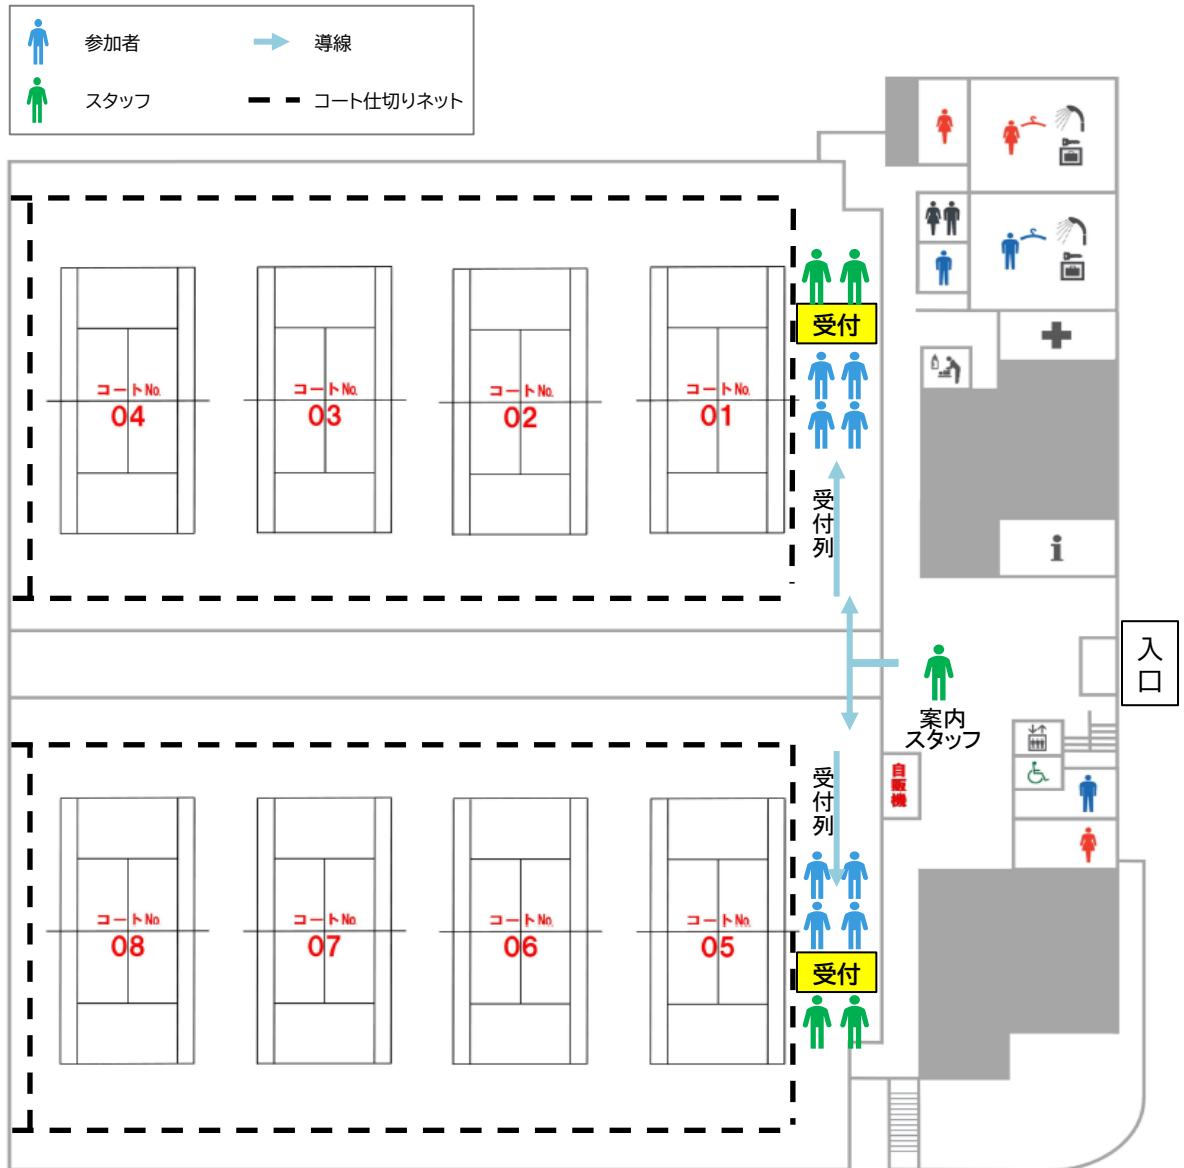 参加者
導線
スタッフ
コート仕切りネット
受付
コートNo.
04
コートNo.
03
コートNo.
02
コートNo.
01
受付列
i
入口
案内
スタッフ
自販機
受付列
コートNo.
08
コートNo.
07
コートNo.
06
コートNo.
05
受付